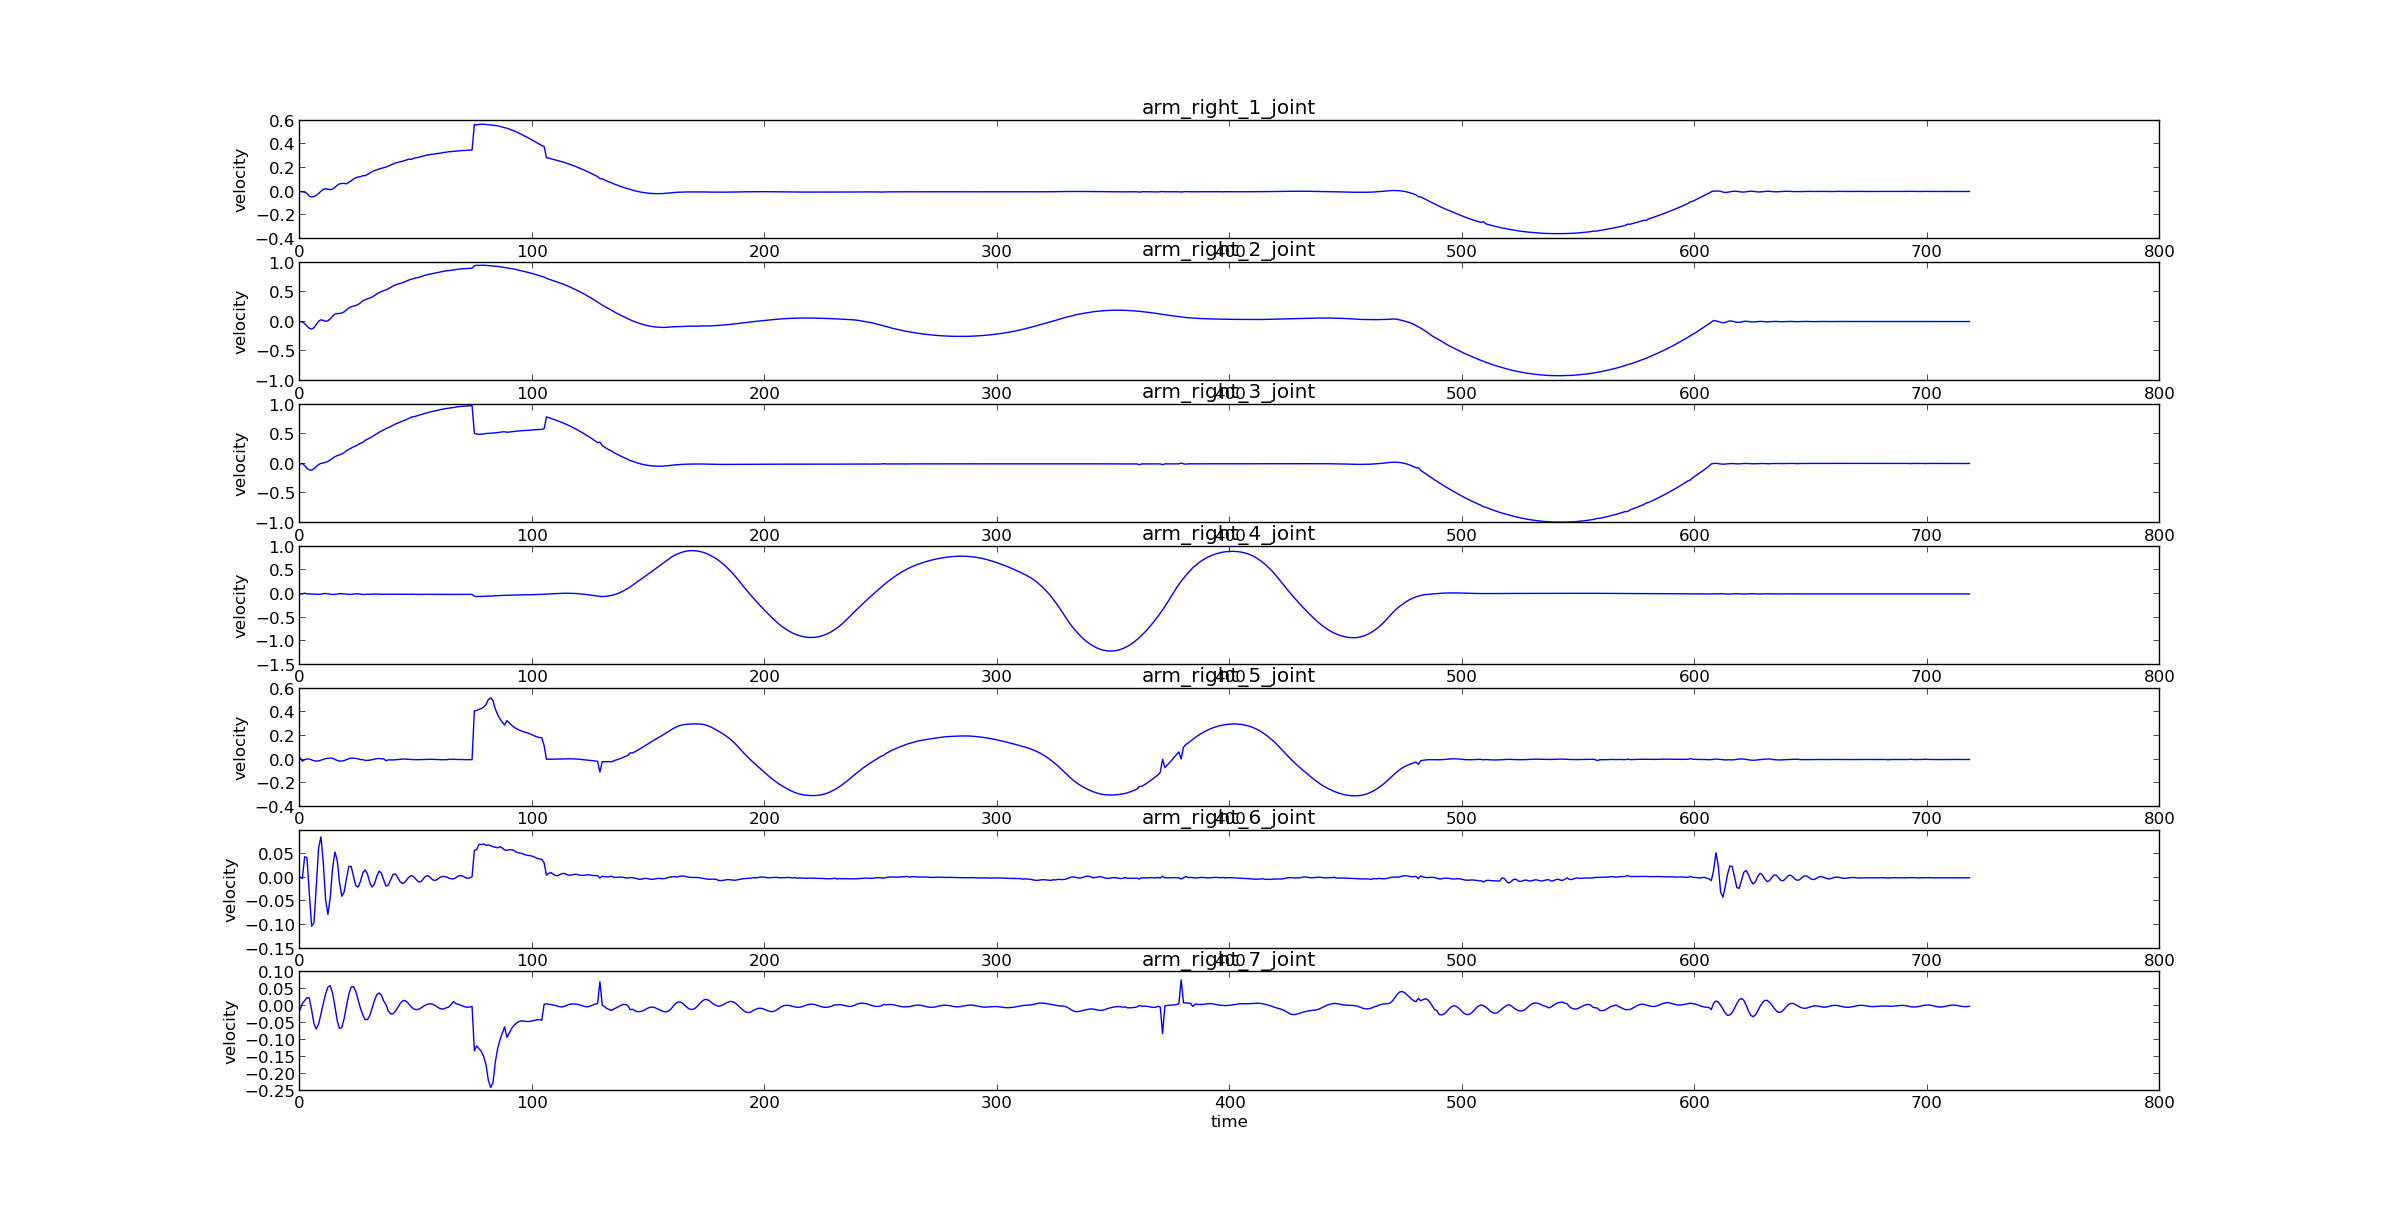 arm_right_1_joint
velocity
0.6
0.4
0.2
0.0
−0.2
−0.4
0 100 200 300 400 500 600 700 800
arm_right_2_joint
velocity
1.0
0.5
0.0
−0.5
−1.0
0 100 200 300 400 500 600 700 800
arm_right_3_joint
velocity
1.0
0.5
0.0
−0.5
−1.0
0 100 200 300 400 500 600 700 800
arm_right_4_joint
velocity
1.0
0.5
0.0
−0.5
−1.0
−1.5
0 100 200 300 400 500 600 700 800
arm_right_5_joint
velocity
0.6
0.4
0.2
0.0
−0.2
−0.4
0 100 200 300 400 500 600 700 800
arm_right_6_joint
velocity
0.05
0.00
−0.05
−0.10
−0.15
0 100 200 300 400 500 600 700 800
arm_right_7_joint
velocity
0.10
0.05
0.00
−0.05
−0.10
−0.15
−0.20
−0.25
0 100 200 300 400 500 600 700 800
time